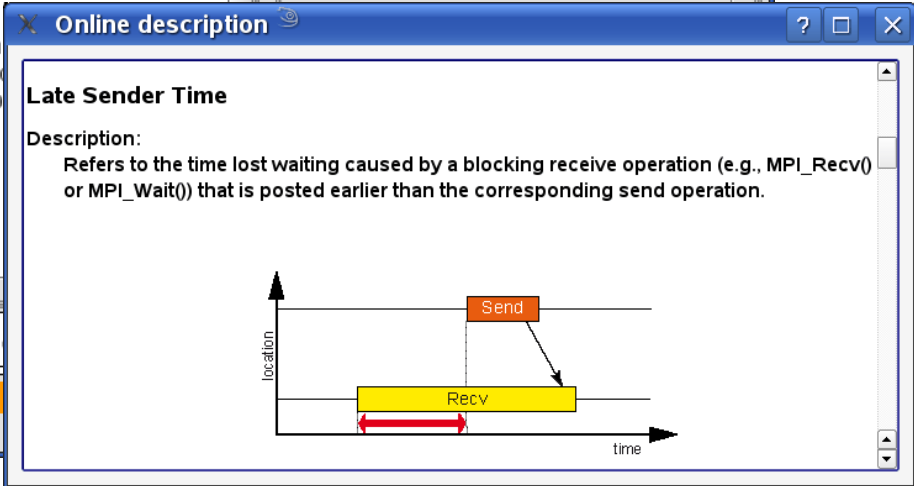 Online description
Late Sender Time
Description:
Refers to the time lost waiting caused by a blocking receive operation (e.g., MPI_Recv()
or MPI_Wait()) that is posted earlier than the corresponding send operation.
Send
location
Recv
time